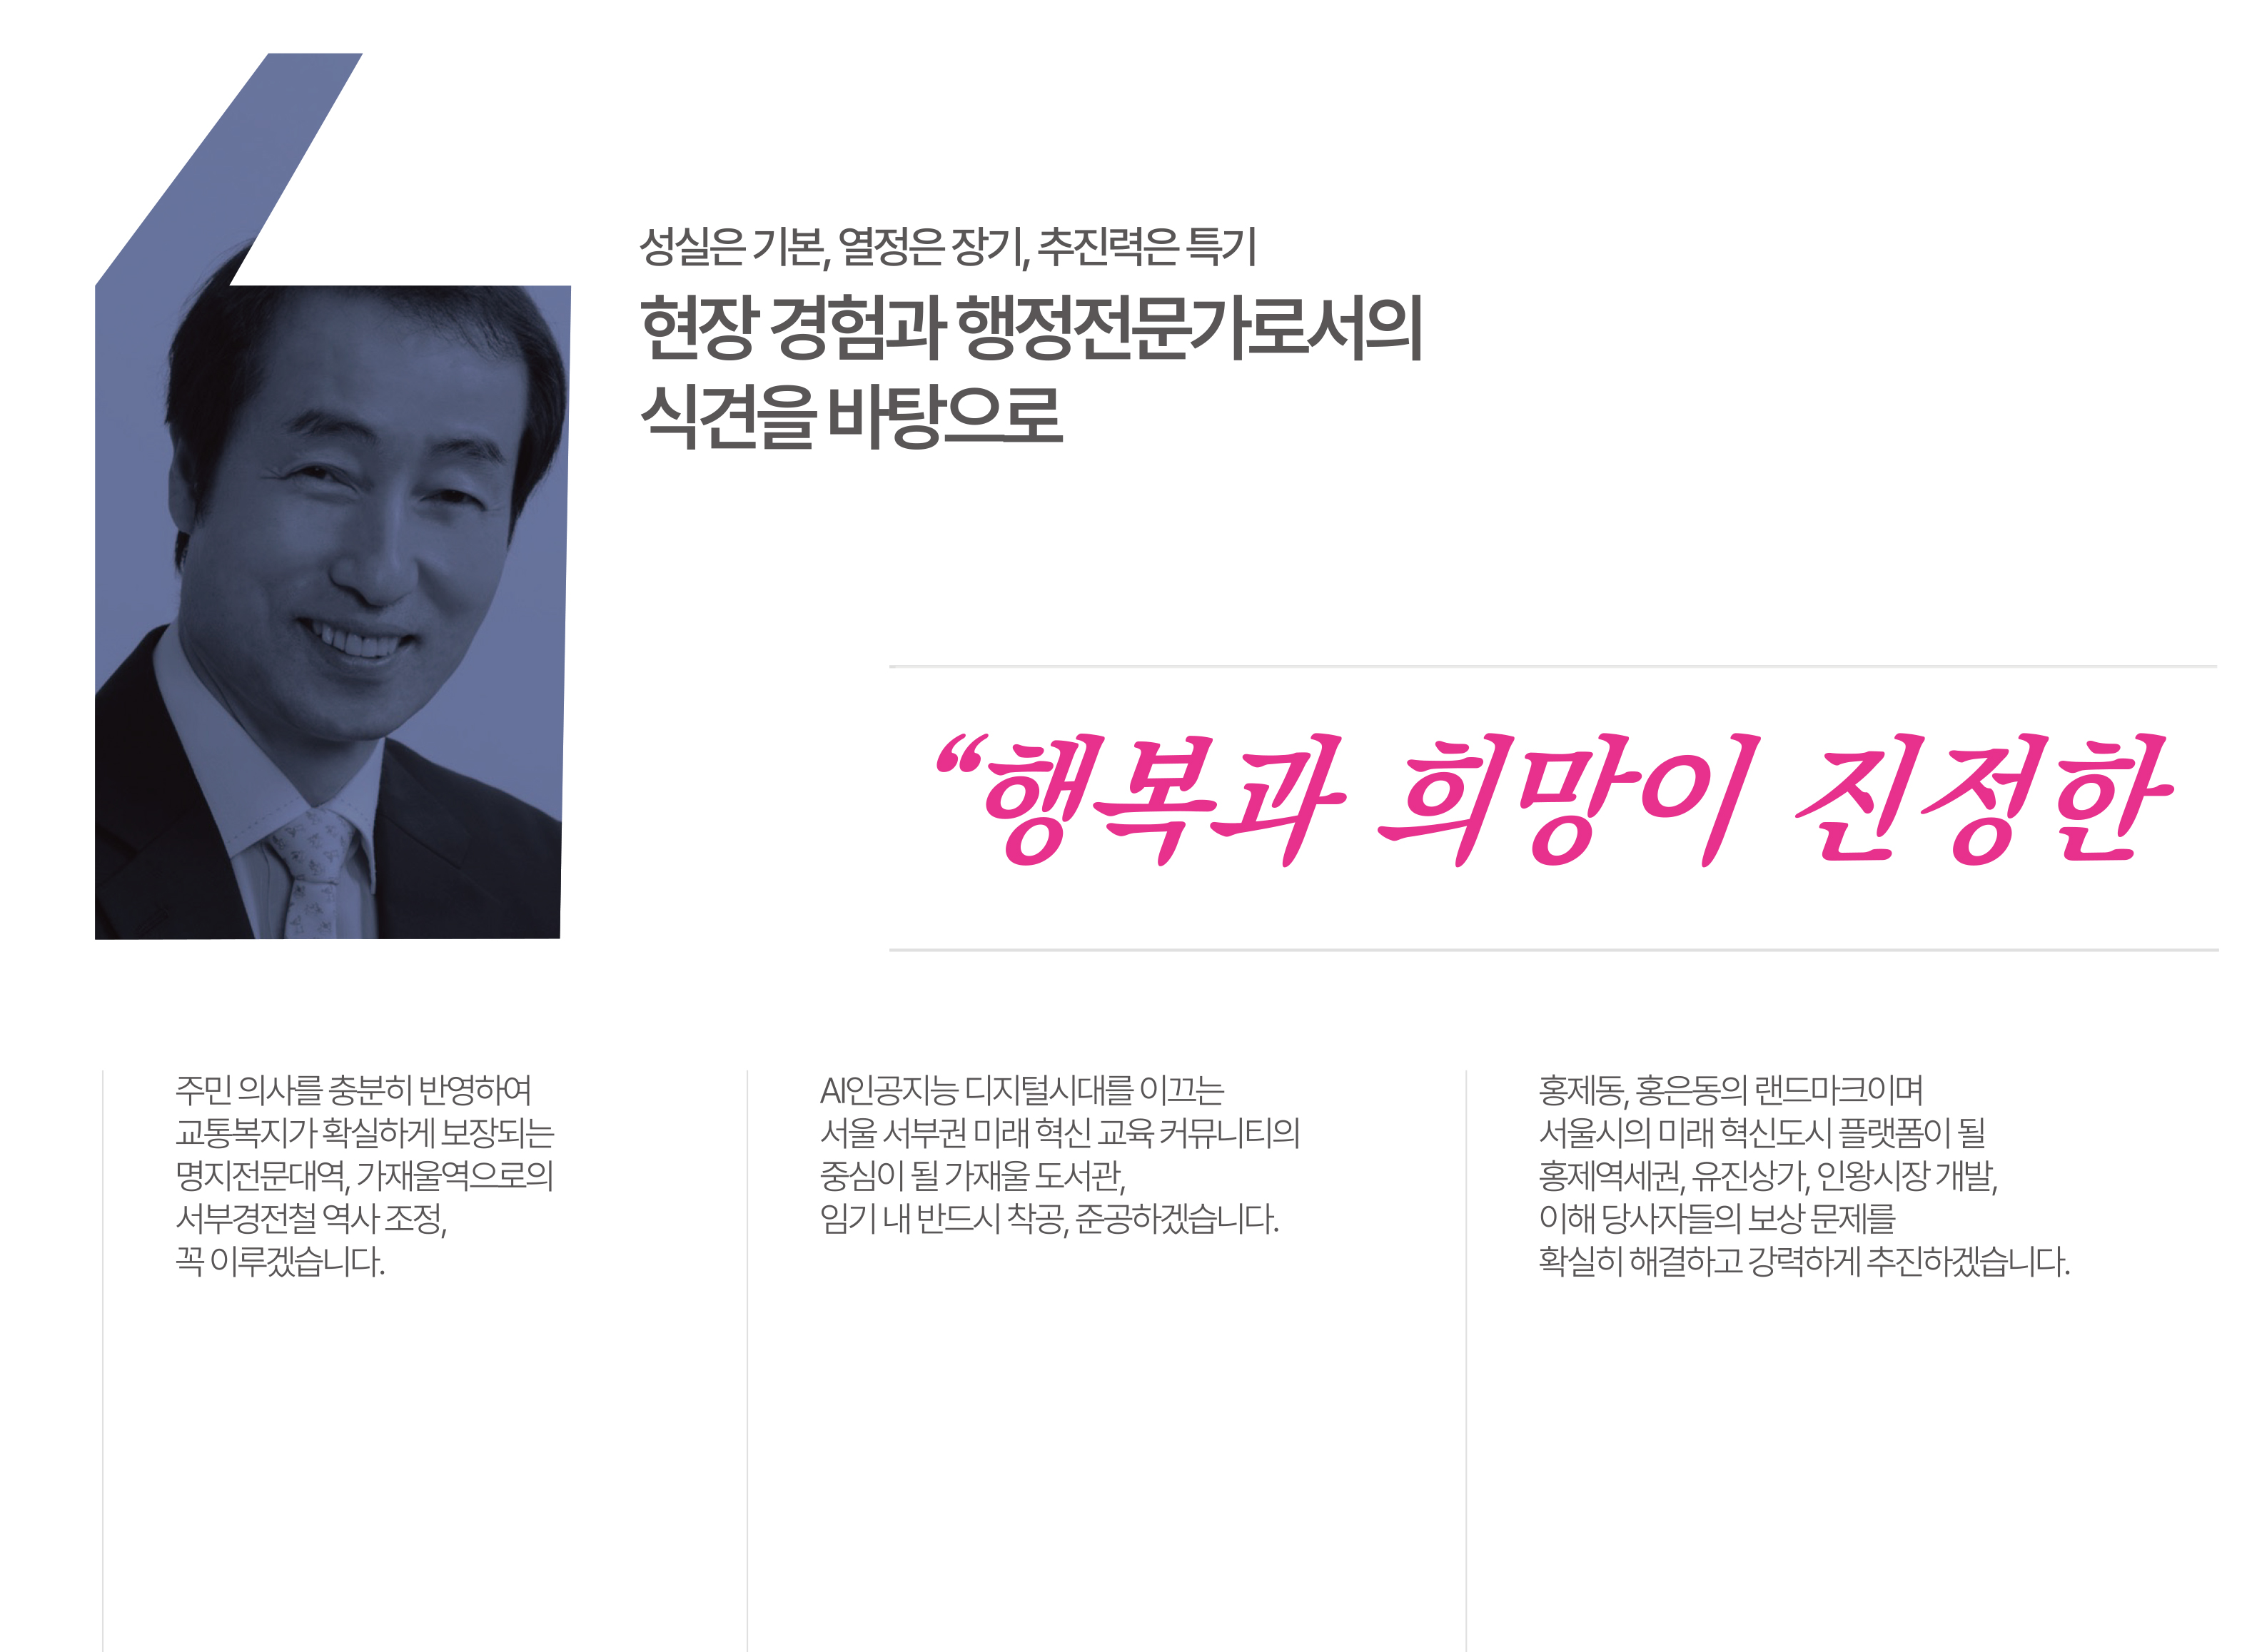 성실은 기본, 열정은 장기, 추진력은 특기
현장 경험과 행정전문가로서의
식견을 바탕으로
“행복과 희망이 진정한
주민 의사를 충분히 반영하여
교통복지가 확실하게 보장되는
명지전문대역, 가재울역으로의
서부경전철 역사 조정,
꼭 이루겠습니다.
AI인공지능 디지털시대를 이끄는
서울 서부권 미래 혁신 교육 커뮤니티의
중심이 될 가재울 도서관,
임기 내 반드시 착공, 준공하겠습니다.
홍제동, 홍은동의 랜드마크이며
서울시의 미래 혁신도시 플랫폼이 될
홍제역세권, 유진상가, 인왕시장 개발,
이해 당사자들의 보상 문제를
확실히 해결하고 강력하게 추진하겠습니다.